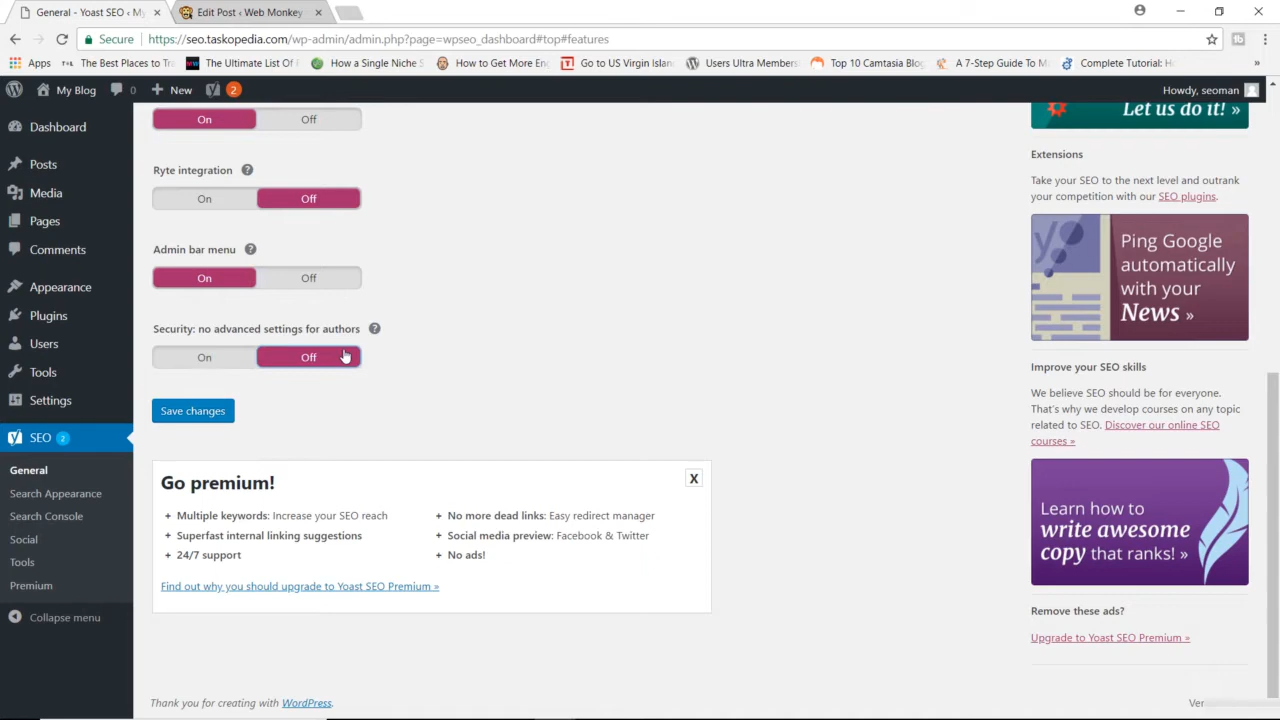 General - Yoast SEO ‹ My
Edit Post ‹ Web Monkey
Secure
https://seo.taskopedia.com/wp-admin/admin.php?page=wpseo_dashboard#top#features
Apps
The Best Places to Tr
The Ultimate List Of
How a Single Niche S
How to Get More Eng
Go to US Virgin Islan
Users Ultra Members
Top 10 Camtasia Blog
A 7-Step Guide To M
Complete Tutorial: H
My Blog
0
New
2
Howdy, seoman
Dashboard
Posts
Media
Pages
Comments
Appearance
Plugins
Users
Tools
Settings
SEO 2
General
Search Appearance
Search Console
Social
Tools
Premium
Collapse menu
On Off
Ryte integration ?
On Off
Admin bar menu ?
On Off
Security: no advanced settings for authors ?
On Off
Save changes
Go premium!
X
+ Multiple keywords: Increase your SEO reach
+ Superfast internal linking suggestions
+ 24/7 support
+ No more dead links: Easy redirect manager
+ Social media preview: Facebook & Twitter
+ No ads!
Find out why you should upgrade to Yoast SEO Premium »
Thank you for creating with WordPress.
Let us do it! »
Extensions
Take your SEO to the next level and outrank
your competition with our SEO plugins.
Ping Google
automatically
with your
News »
Improve your SEO skills
We believe SEO should be for everyone.
That's why we develop courses on any topic
related to SEO. Discover our online SEO
courses »
Learn how to
write awesome
copy that ranks! »
Remove these ads?
Upgrade to Yoast SEO Premium »
Ver